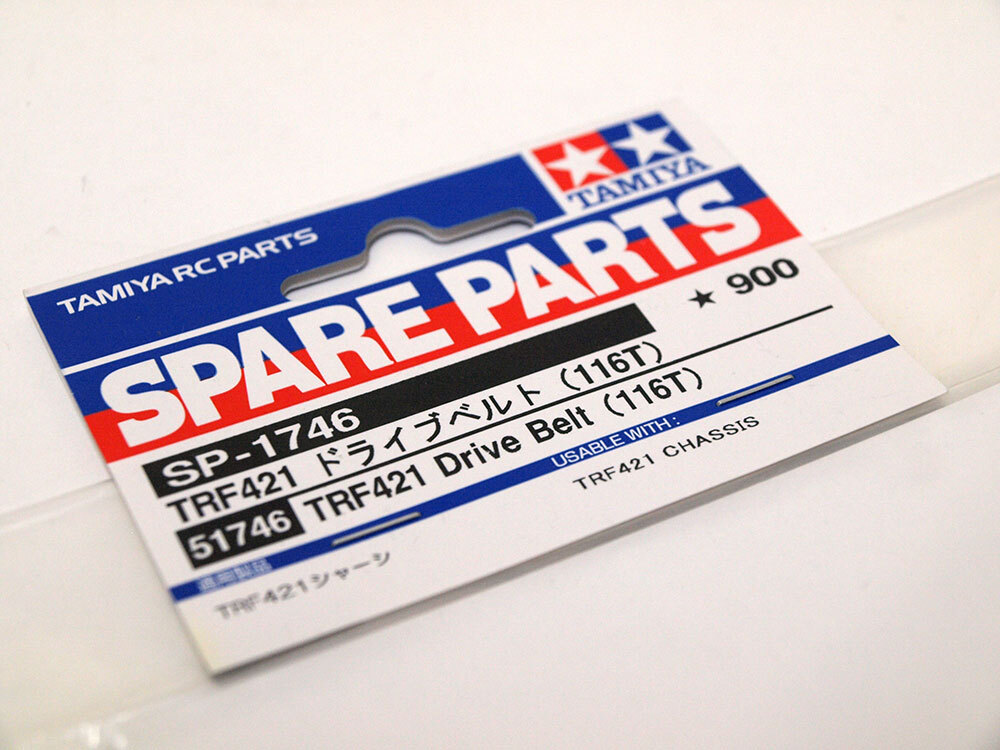 TAMIYA
TAMIYA RC PARTS
SPARE PARTS
★ 900
SP-1746
TRF421 ドライブベルト (116T)
51746 TRF421 Drive Belt (116T)
適用製品 USABLE WITH :
TRF421シャーシ TRF421 CHASSIS